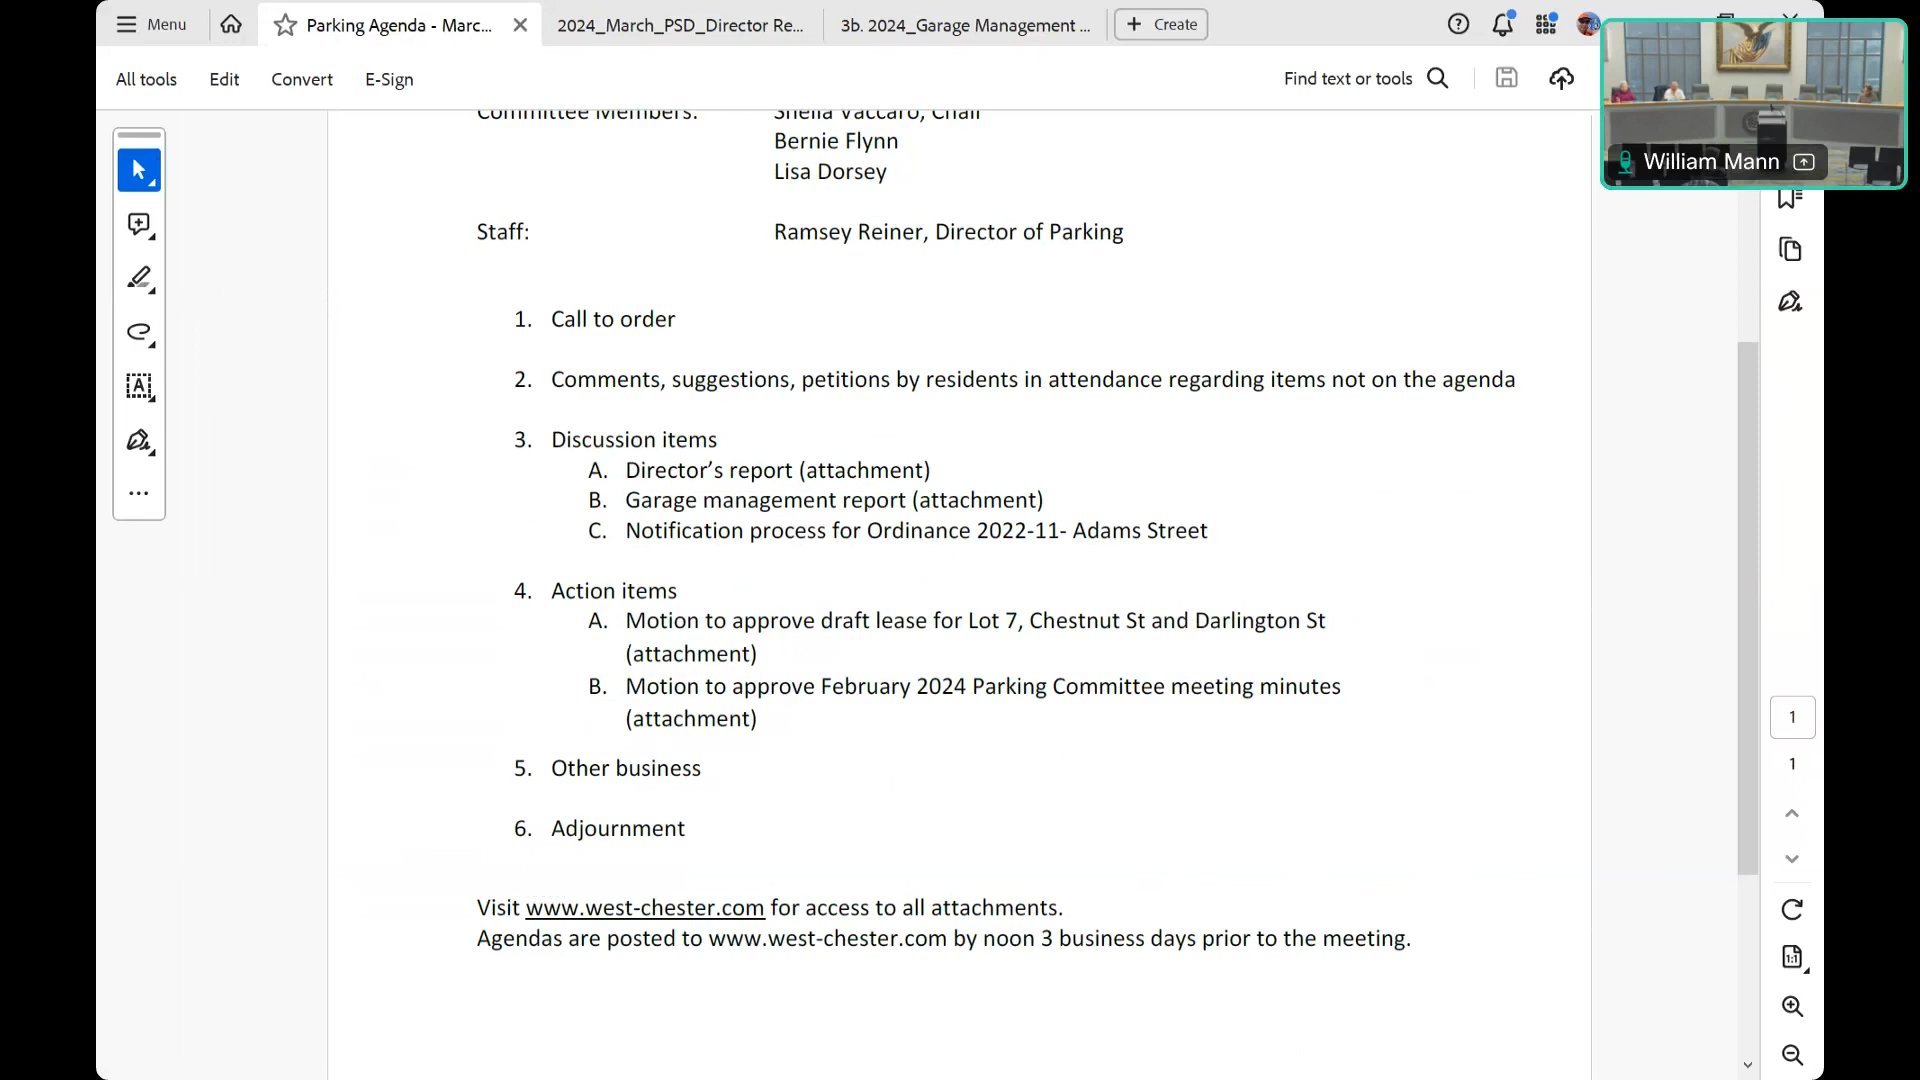 Menu
Parking Agenda - Marc...
2024_March_PSD_Director Re...
3b. 2024_Garage Management ...
Create
All tools
Edit
Convert
E-Sign
Find text or tools
William Mann
Committee Members: Sheila Vaccaro, Chair
Bernie Flynn
Lisa Dorsey
Staff: Ramsey Reiner, Director of Parking
1. Call to order
2. Comments, suggestions, petitions by residents in attendance regarding items not on the agenda
3. Discussion items
A. Director’s report (attachment)
B. Garage management report (attachment)
C. Notification process for Ordinance 2022-11- Adams Street
4. Action items
A. Motion to approve draft lease for Lot 7, Chestnut St and Darlington St
(attachment)
B. Motion to approve February 2024 Parking Committee meeting minutes
(attachment)
5. Other business
6. Adjournment
Visit www.west-chester.com for access to all attachments.
Agendas are posted to www.west-chester.com by noon 3 business days prior to the meeting.
1
1